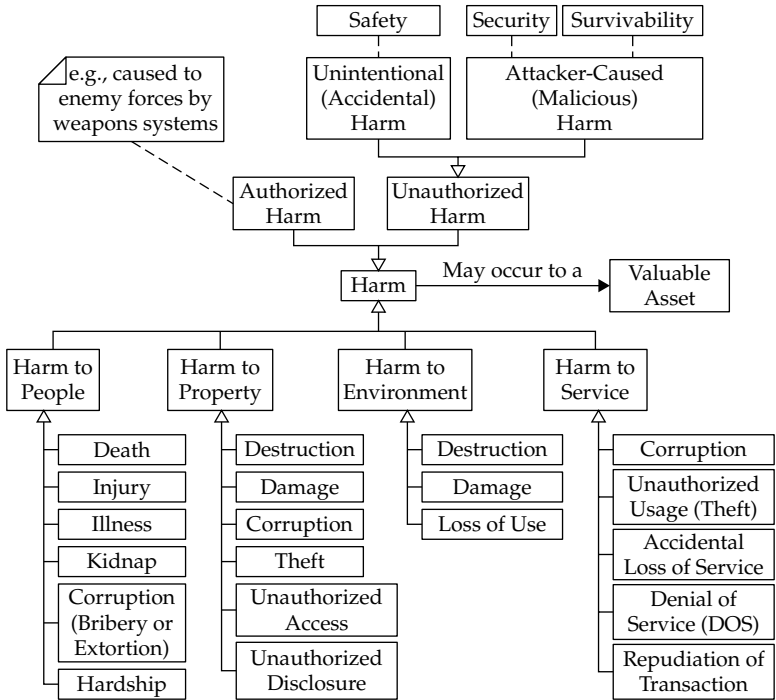 Safety
Security
Survivability
e.g., caused to
enemy forces by
weapons systems
Unintentional
(Accidental)
Harm
Attacker-Caused
(Malicious)
Harm
Authorized
Harm
Unauthorized
Harm
Harm
May occur to a
Valuable
Asset
Harm to
People
Harm to
Property
Harm to
Environment
Harm to
Service
Death
Injury
Illness
Kidnap
Corruption
(Bribery or
Extortion)
Hardship
Destruction
Damage
Corruption
Theft
Unauthorized
Access
Unauthorized
Disclosure
Destruction
Damage
Loss of Use
Corruption
Unauthorized
Usage (Theft)
Accidental
Loss of Service
Denial of
Service (DOS)
Repudiation of
Transaction